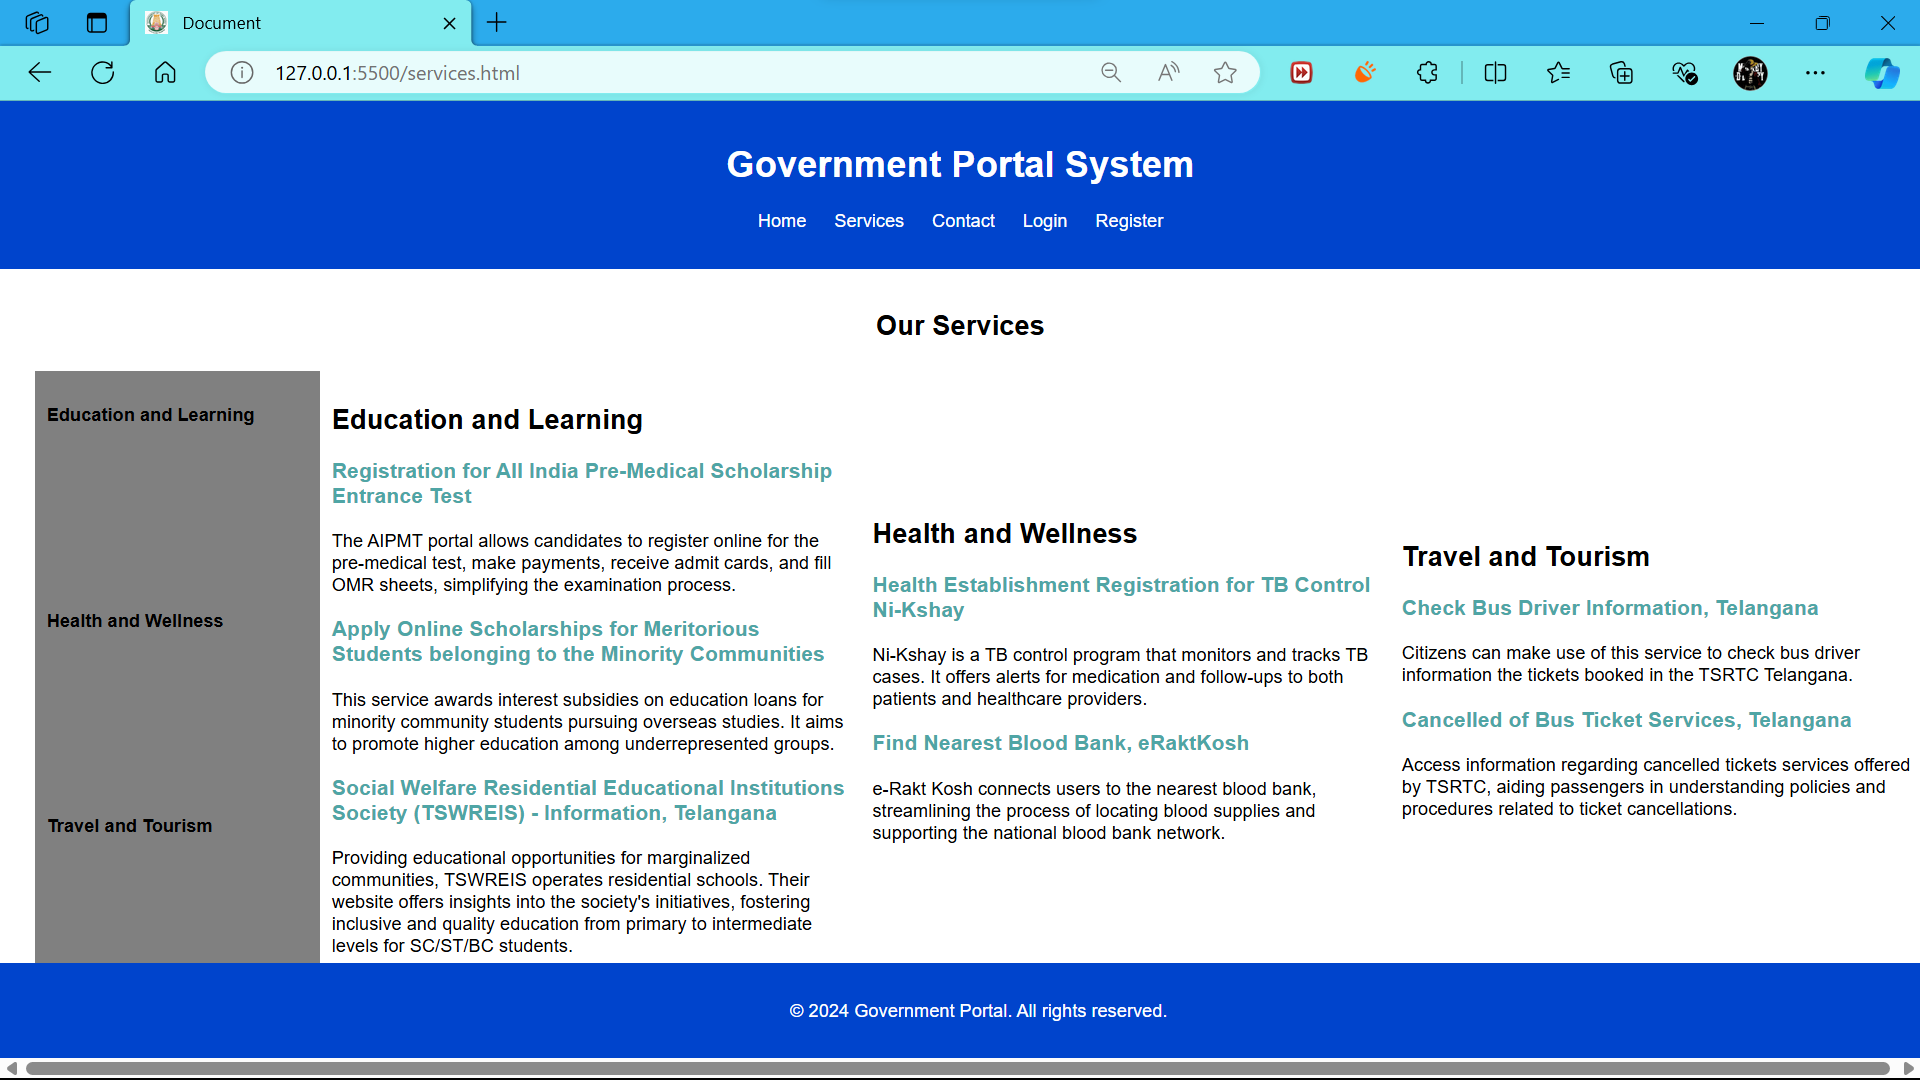 Document
127.0.0.1:5500/services.html
Government Portal System
Home Services Contact Login Register
Our Services
Education and Learning
Health and Wellness
Travel and Tourism
Education and Learning
Registration for All India Pre-Medical Scholarship
Entrance Test
The AIPMT portal allows candidates to register online for the
pre-medical test, make payments, receive admit cards, and fill
OMR sheets, simplifying the examination process.
Apply Online Scholarships for Meritorious
Students belonging to the Minority Communities
This service awards interest subsidies on education loans for
minority community students pursuing overseas studies. It aims
to promote higher education among underrepresented groups.
Social Welfare Residential Educational Institutions
Society (TSWREIS) - Information, Telangana
Providing educational opportunities for marginalized
communities, TSWREIS operates residential schools. Their
website offers insights into the society's initiatives, fostering
inclusive and quality education from primary to intermediate
levels for SC/ST/BC students.
Health and Wellness
Health Establishment Registration for TB Control
Ni-Kshay
Ni-Kshay is a TB control program that monitors and tracks TB
cases. It offers alerts for medication and follow-ups to both
patients and healthcare providers.
Find Nearest Blood Bank, eRaktKosh
e-Rakt Kosh connects users to the nearest blood bank,
streamlining the process of locating blood supplies and
supporting the national blood bank network.
Travel and Tourism
Check Bus Driver Information, Telangana
Citizens can make use of this service to check bus driver
information the tickets booked in the TSRTC Telangana.
Cancelled of Bus Ticket Services, Telangana
Access information regarding cancelled tickets services offered
by TSRTC, aiding passengers in understanding policies and
procedures related to ticket cancellations.
© 2024 Government Portal. All rights reserved.